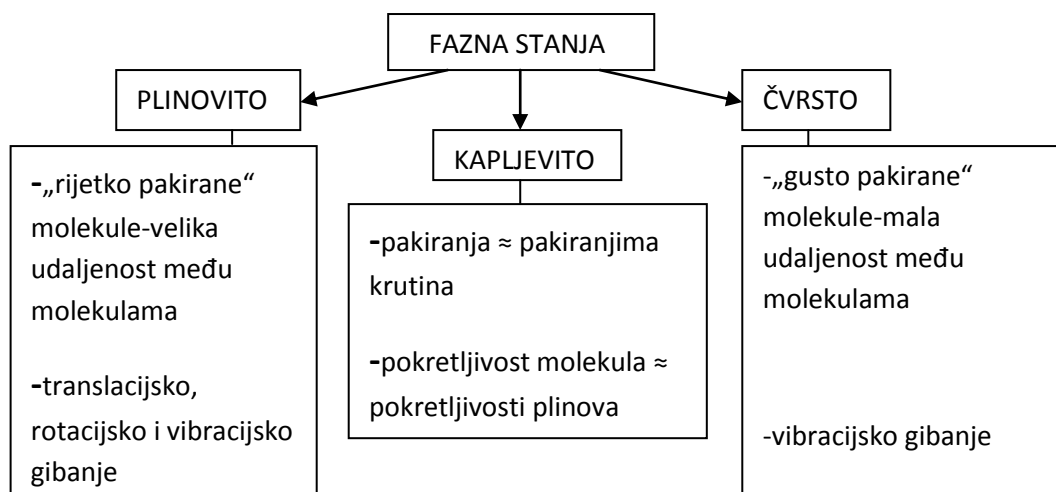 FAZNA STANJA
PLINOVITO
-„rijetko pakirane“
molekule-velika
udaljenost među
molekulama
-translacijsko,
rotacijsko i vibracijsko
gibanje
KAPLJEVITO
-pakiranja ≈ pakiranjima
krutina
-pokretljivost molekula ≈
pokretljivosti plinova
ČVRSTO
-„gusto pakirane“
molekule-mala
udaljenost među
molekulama
-vibracijsko gibanje